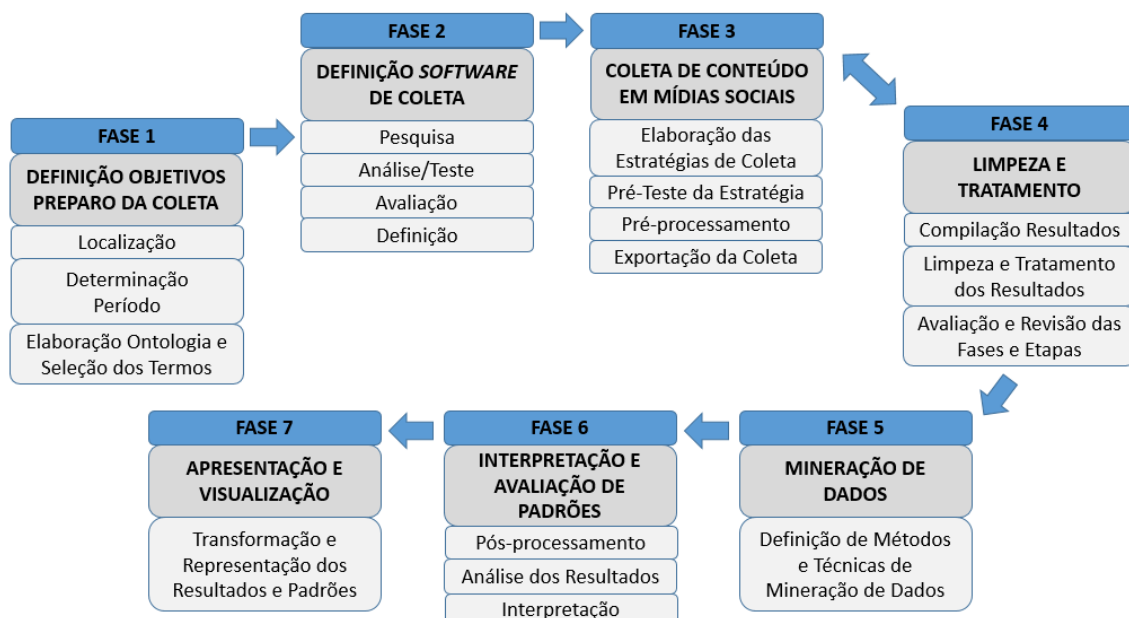 FASE 1
DEFINIÇÃO OBJETIVOS
PREPARO DA COLETA
Localização
Determinação
Período
Elaboração Ontologia e
Seleção dos Termos
FASE 2
DEFINIÇÃO SOFTWARE
DE COLETA
Pesquisa
Análise/Teste
Avaliação
Definição
FASE 3
COLETA DE CONTEÚDO
EM MÍDIAS SOCIAIS
Elaboração das
Estratégias de Coleta
Pré-Teste da Estratégia
Pré-processamento
Exportação da Coleta
FASE 4
LIMPEZA E
TRATAMENTO
Compilação Resultados
Limpeza e Tratamento
dos Resultados
Avaliação e Revisão das
Fases e Etapas
FASE 5
MINERAÇÃO DE
DADOS
Definição de Métodos
e Técnicas de
Mineração de Dados
FASE 6
INTERPRETAÇÃO E
AVALIAÇÃO DE
PADRÕES
Pós-processamento
Análise dos Resultados
Interpretação
FASE 7
APRESENTAÇÃO E
VISUALIZAÇÃO
Transformação e
Representação dos
Resultados e Padrões